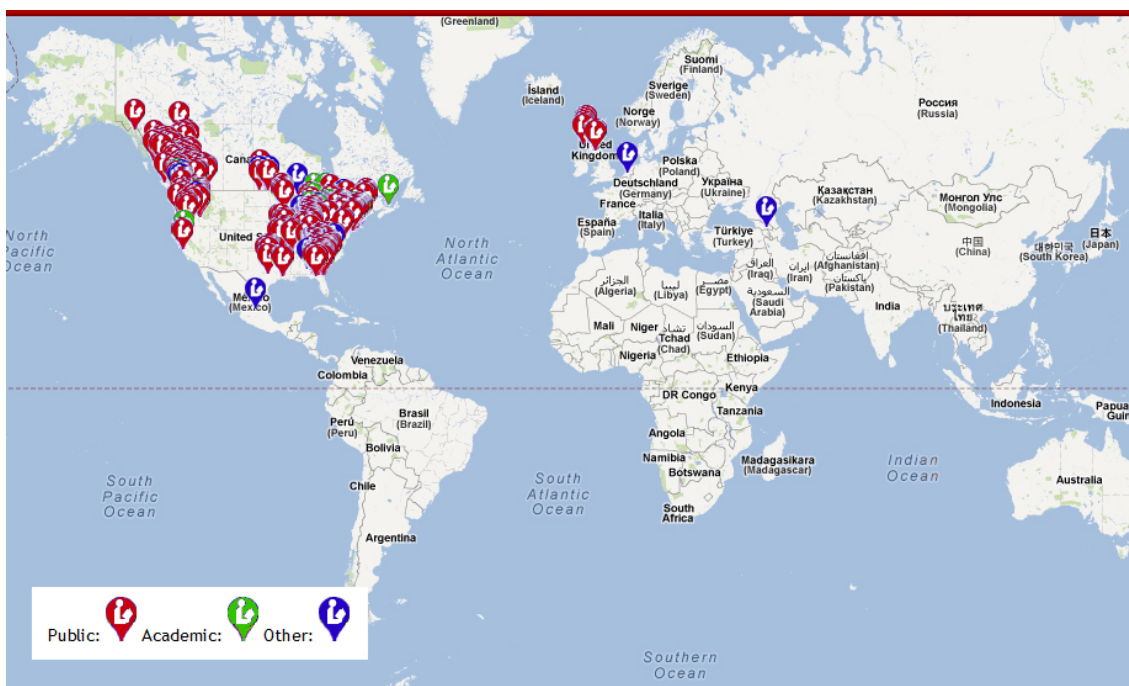 (Greenland)
Suomi
(Finland)
Ísland
(Iceland)
Sverige
(Sweden)
Norge
(Norway)
Россия
(Russia)
United
Kingdom
Polska
(Poland)
Deutschland
(Germany)
Україна
(Ukraine)
France
Italia
(Italy)
España
(Spain)
Türkiye
(Turkey)
Қазақстан
(Kazakhstan)
Монгол Улс
(Mongolia)
中国
(China)
대한민국
(South Korea)
日本
(Japan)
North
Pacific
Ocean
North
Atlantic
Ocean
México
(Mexico)
الجزائر
(Algeria)
ليبيا
(Libya)
مصر
(Egypt)
العراق
(Iraq)
ایران
(Iran)
افغانستان
(Afghanistan)
پاکستان
(Pakistan)
السعودية
(Saudi
Arabia)
India
ประเทศ
ไทย
(Thailand)
Mali
Niger
تشاد
Tchad
(Chad)
السودان
(Sudan)
Nigeria
Ethiopia
Venezuela
Colombia
Kenya
DR Congo
Tanzania
Indonesia
Brasil
(Brazil)
Perú
(Peru)
Bolivia
Angola
Namibia
Botswana
Madagasikara
(Madagascar)
South
Africa
Chile
Argentina
South
Pacific
Ocean
South
Atlantic
Ocean
Indian
Ocean
Australia
Southern
Ocean
Public: Academic: Other: